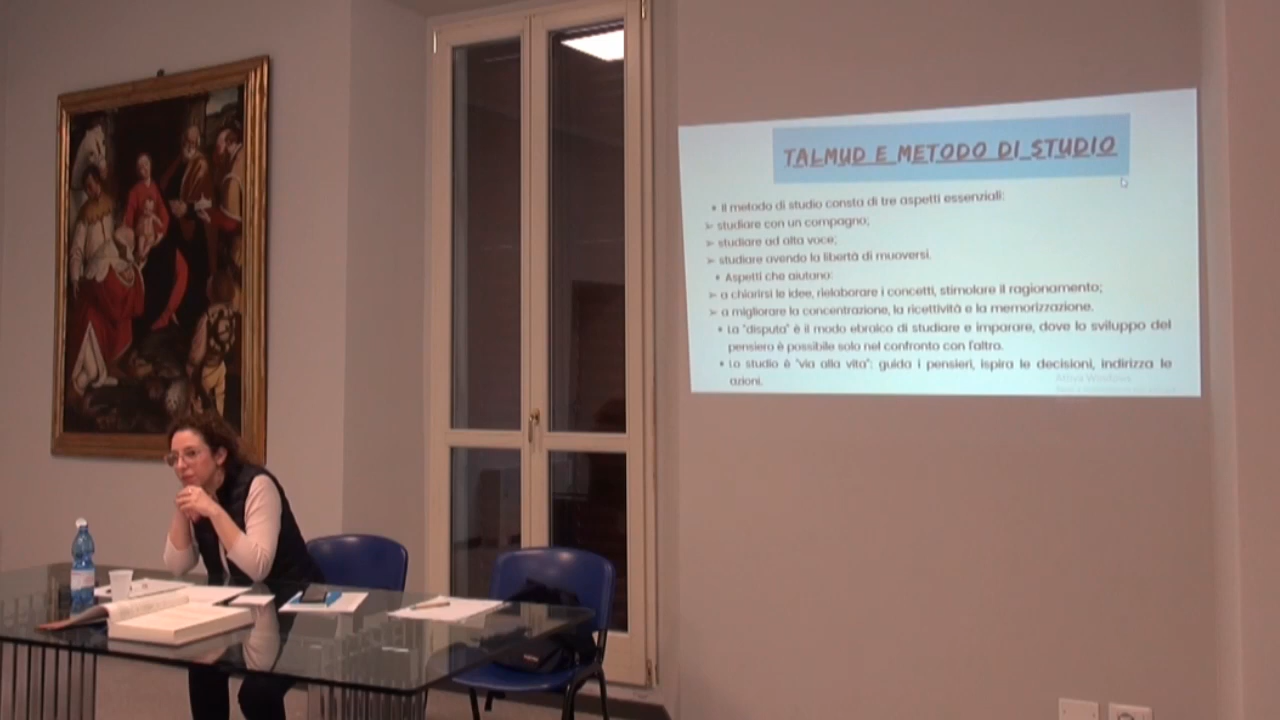 TALMUD E METODO DI STUDIO
• Il metodo di studio consta di tre aspetti essenziali:
➢ studiare con un compagno;
➢ studiare ad alta voce;
➢ studiare avendo la libertà di muoversi.
• Aspetti che aiutano:
➢ a chiarirsi le idee, rielaborare i concetti, stimolare il ragionamento;
➢ a migliorare la concentrazione, la ricettività e la memorizzazione.
• La "disputa" è il modo ebraico di studiare e imparare, dove lo sviluppo del
pensiero è possibile solo nel confronto con l'altro.
• Lo studio è "via alla vita": guida i pensieri, ispira le decisioni, indirizza le
azioni.
Attiva Windows